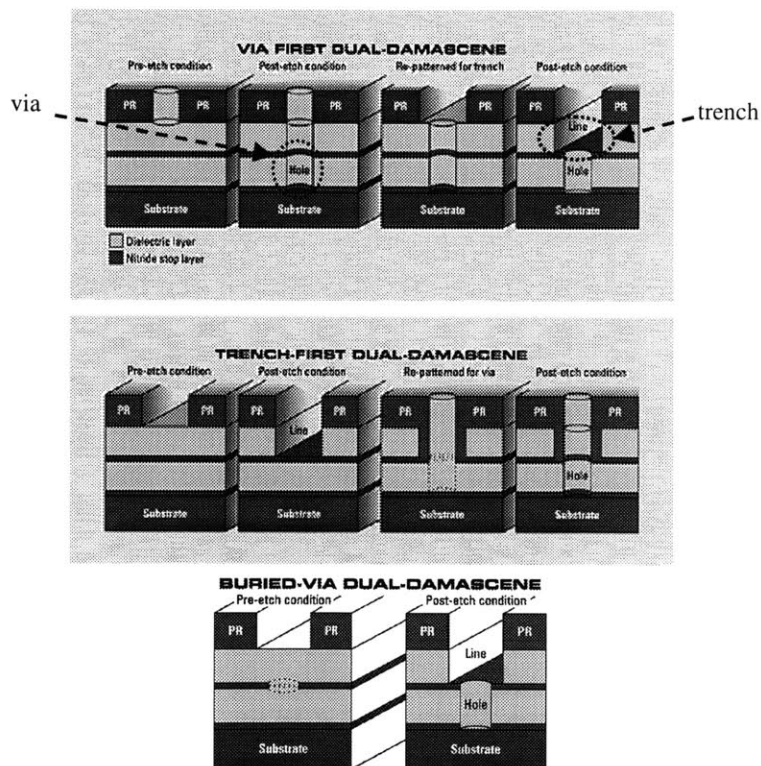 VIA FIRST DUAL-DAMASCENE
Pre-etch condition Post-etch condition Re-patterned for trench Post-etch condition
via
PR PR PR PR PR PR PR PR
Line
trench
Hole Hole
Substrate Substrate Substrate Substrate
Dielectric layer
Nitride stop layer
TRENCH-FIRST DUAL-DAMASCENE
Pre-etch condition Post-etch condition Re-patterned for via Post-etch condition
PR PR PR PR PR PR PR PR
Line
Hole
Substrate Substrate Substrate Substrate
BURIED-VIA DUAL-DAMASCENE
Pre-etch condition Post-etch condition
PR PR PR PR
Line
Hole
Substrate Substrate